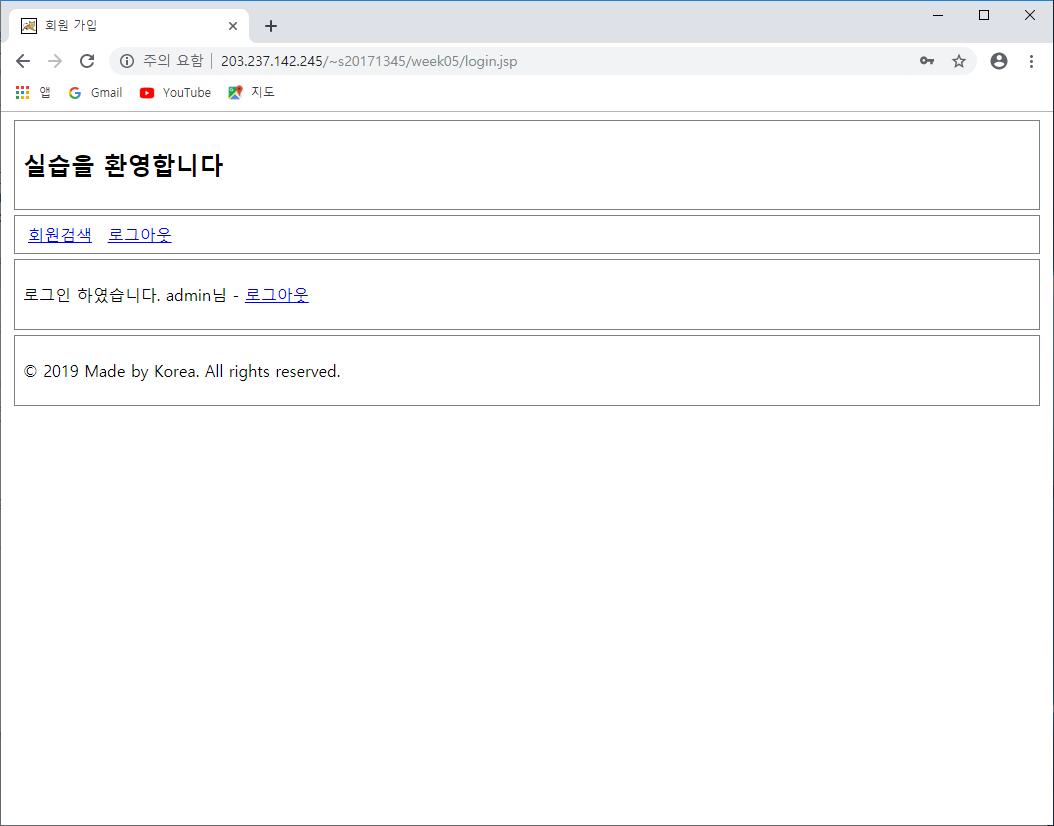 회원 가입
주의 요함 | 203.237.142.245/~s20171345/week05/login.jsp
앱 Gmail YouTube 지도
실습을 환영합니다
회원검색 로그아웃
로그인 하였습니다. admin님 - 로그아웃
© 2019 Made by Korea. All rights reserved.